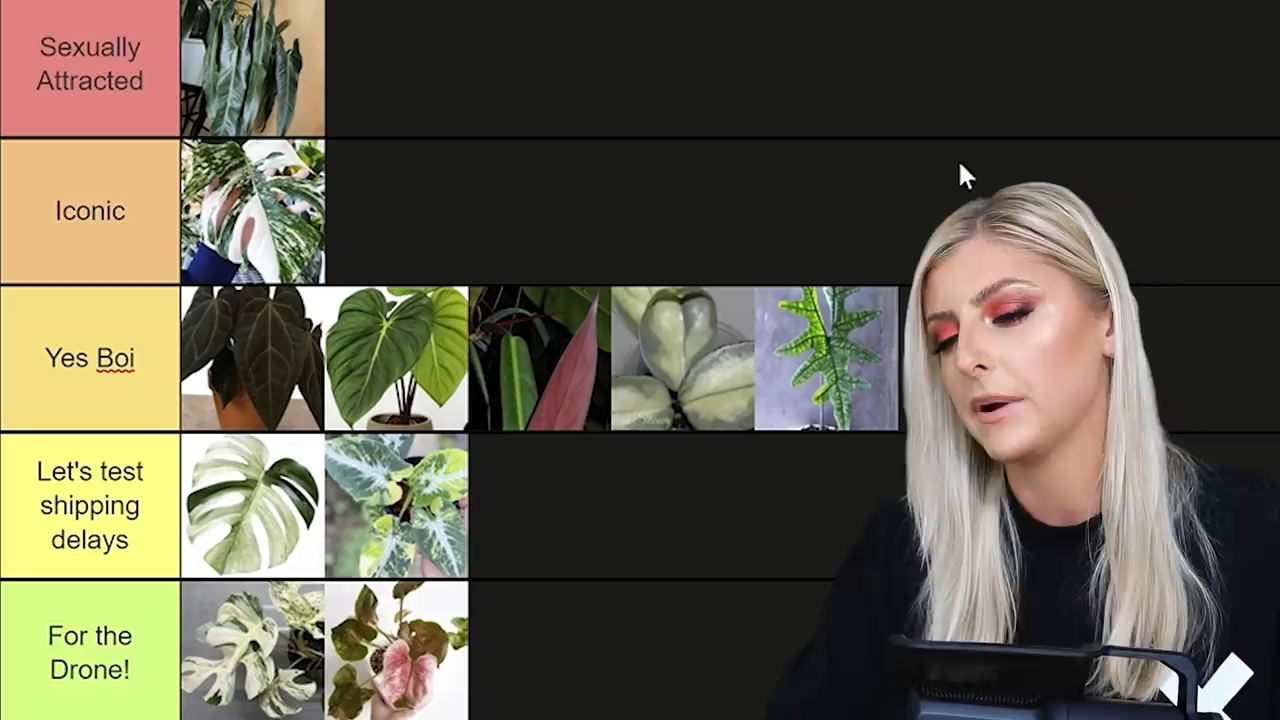 Sexually
Attracted
Iconic
Yes Boi
Let's test
shipping
delays
For the
Drone!